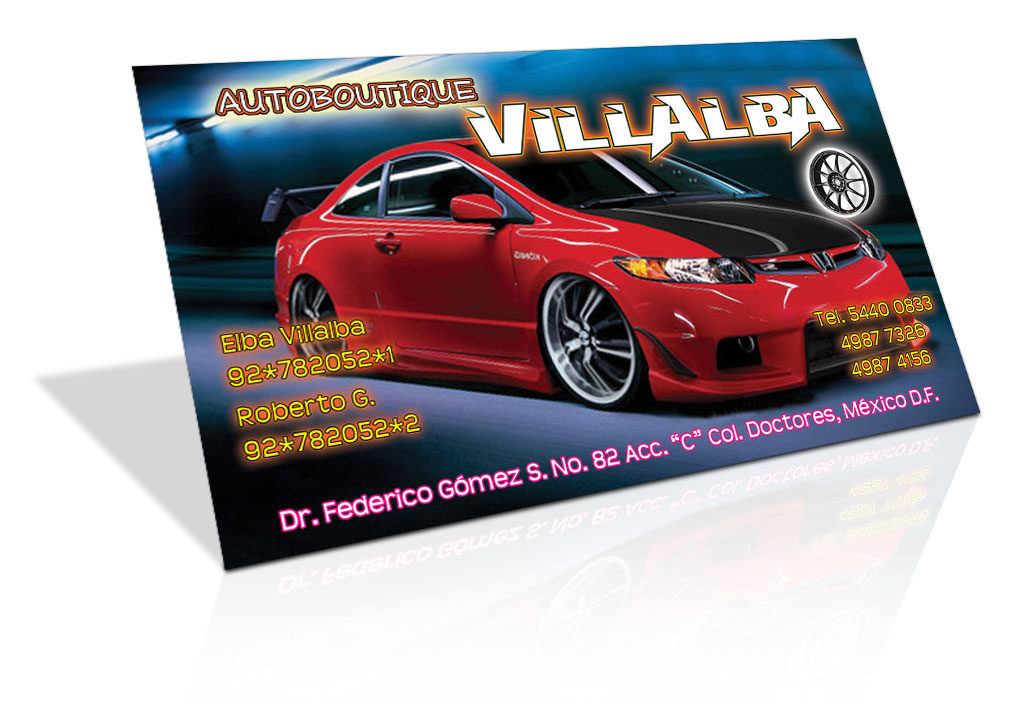 AUTOBOUTIQUE
VILLALBA
Elba Villalba
92*782052*1
Roberto G.
92*782052*2
Tel. 5440 0833
4987 7326
4987 4156
Dr. Federico Gómez S. No. 82 Acc. “C” Col. Doctores, México D.F.